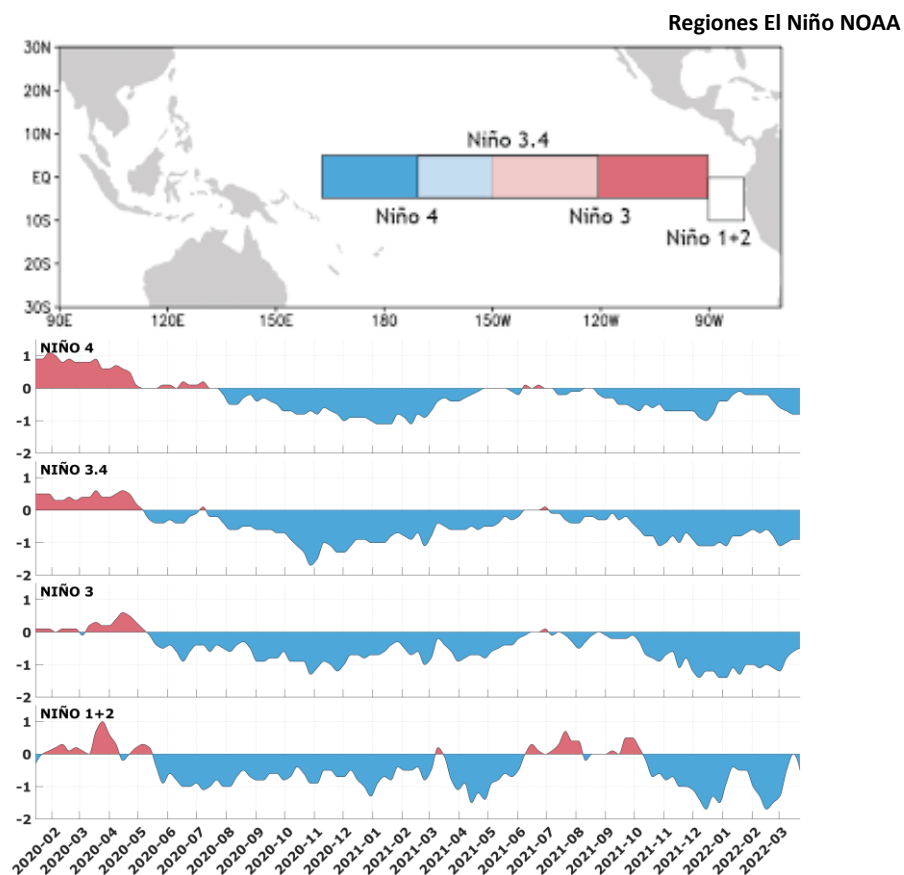 Regiones El Niño NOAA
30N
20N
10N
EQ
10S
20S
30S
Niño 3.4
Niño 4
Niño 3
Niño 1+2
90E 120E 150E 180 150W 120W 90W
NIÑO 4
1
0
-1
-2
NIÑO 3.4
1
0
-1
-2
NIÑO 3
1
0
-1
-2
NIÑO 1+2
1
0
-1
-2
2020-02 2020-03 2020-04 2020-05 2020-06 2020-07 2020-08 2020-09 2020-10 2020-11 2020-12 2021-01 2021-02 2021-03 2021-04 2021-05 2021-06 2021-07 2021-08 2021-09 2021-10 2021-11 2021-12 2022-01 2022-02 2022-03